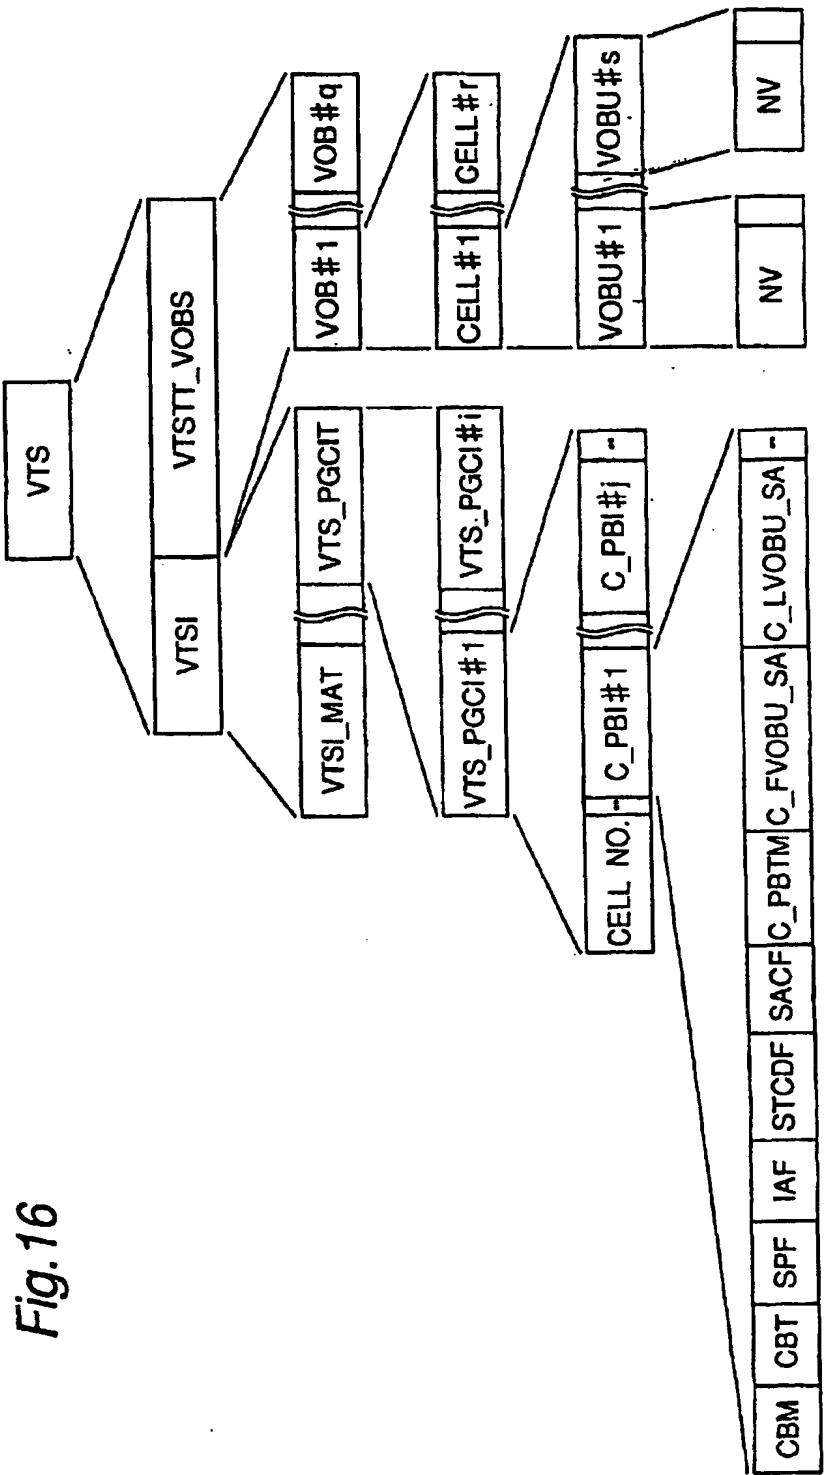 Fig.16
VTS
VTSI VTSTT_VOBS
VTSI_MAT VTS_PGCIT VOB#1 VOB#q
VTS_PGCI#1 VTS_PGCI#i CELL#1 CELL#r
CELL NO. -- C_PBI#1 C_PBI#j -- VOBU#1 VOBU#s
CBM CBT SPF IAF STCDF SACF C_PBTM C_FVOBU_SA C_LVOBU_SA -- NV NV